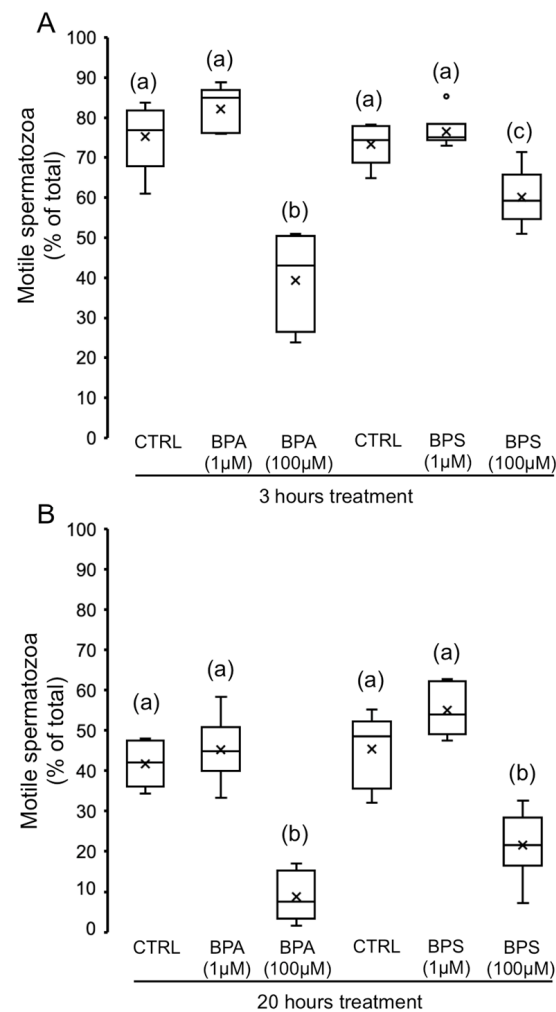 A
Motile spermatozoa
(% of total)
100
90
80
70
60
50
40
30
20
10
0
(a)
(a)
(b)
(a)
(a)
(c)
CTRL
BPA
(1µM)
BPA
(100µM)
CTRL
BPS
(1µM)
BPS
(100µM)
3 hours treatment
B
Motile spermatozoa
(% of total)
100
90
80
70
60
50
40
30
20
10
0
(a)
(a)
(b)
(a)
(a)
(b)
CTRL
BPA
(1µM)
BPA
(100µM)
CTRL
BPS
(1µM)
BPS
(100µM)
20 hours treatment